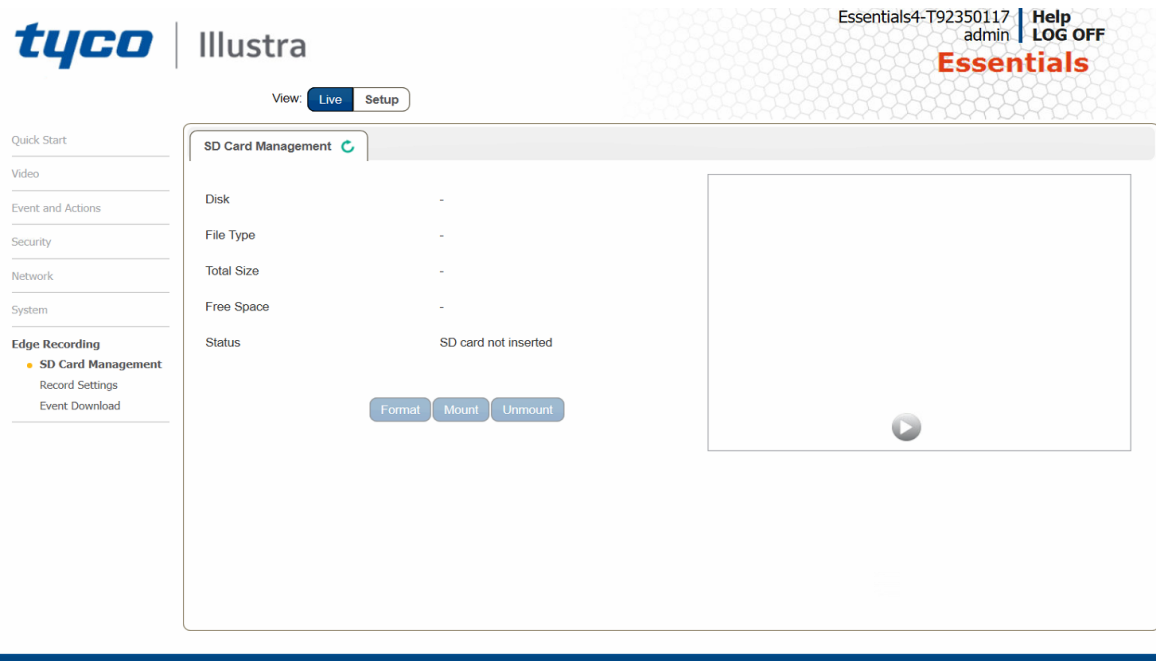 tyco Illustra
Essentials4-T92350117 Help
admin LOG OFF
Essentials
View: Live Setup
Quick Start
Video
Event and Actions
Security
Network
System
Edge Recording
SD Card Management
Record Settings
Event Download
SD Card Management
Disk -
File Type -
Total Size -
Free Space -
Status SD card not inserted
Format Mount Unmount